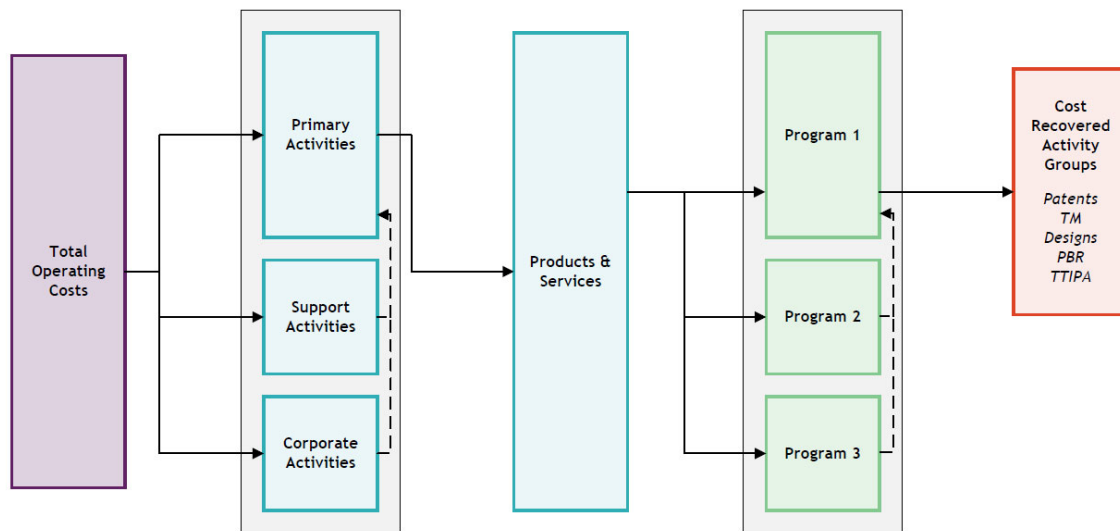 Total
Operating
Costs
Primary
Activities
Support
Activities
Corporate
Activities
Products &
Services
Program 1
Program 2
Program 3
Cost
Recovered
Activity
Groups
Patents
TM
Designs
PBR
TTIPA